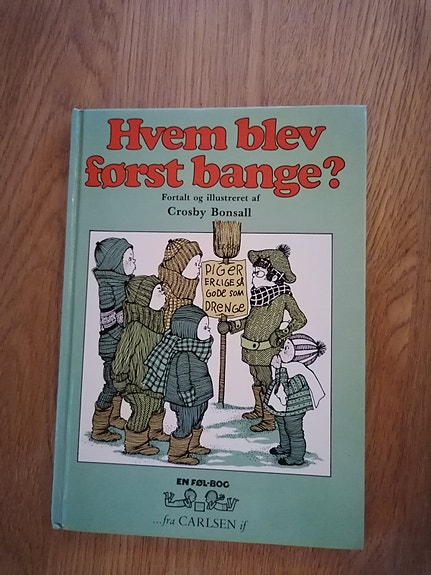 Hvem blev
først bange?
Fortalt og illustreret af
Crosby Bonsall
PIGER
ER LIGE SÅ
GODE SOM
DRENGE
EN FØL-BOG
...fra CARLSEN if